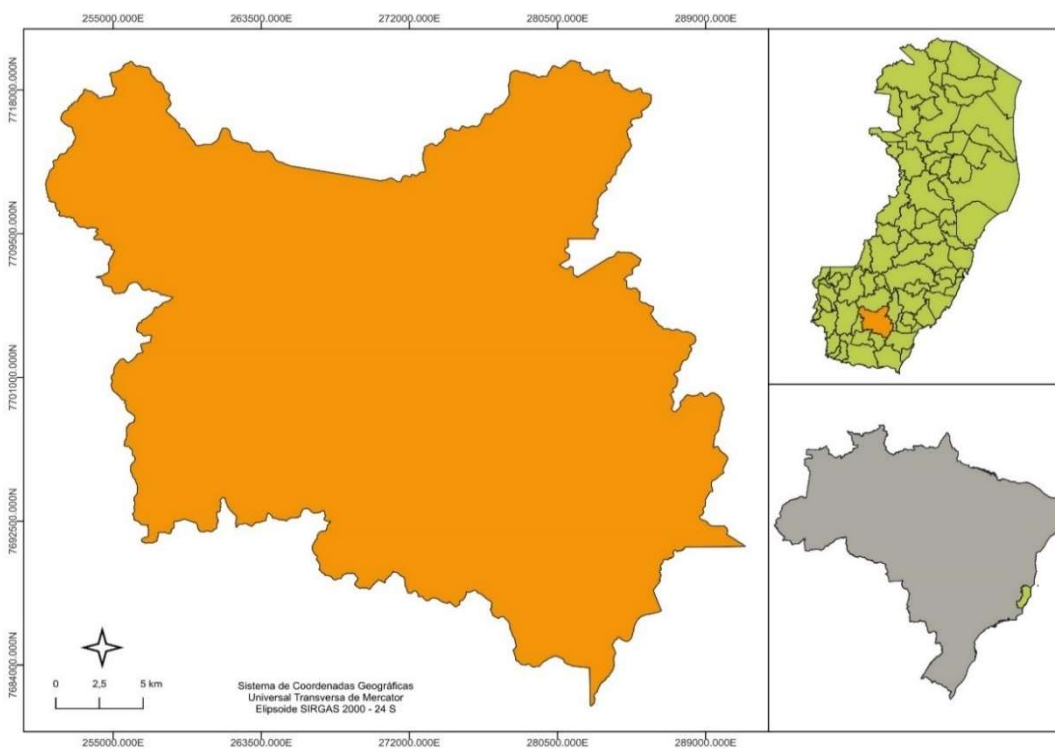 255000.000E 263500.000E 272000.000E 280500.000E 289000.000E
7718000.000N
7709500.000N
7701000.000N
7692500.000N
7684000.000N
0 2,5 5 km
Sistema de Coordenadas Geográficas
Universal Transversa de Mercator
Elipsoide SIRGAS 2000 - 24 S
255000.000E 263500.000E 272000.000E 280500.000E 289000.000E